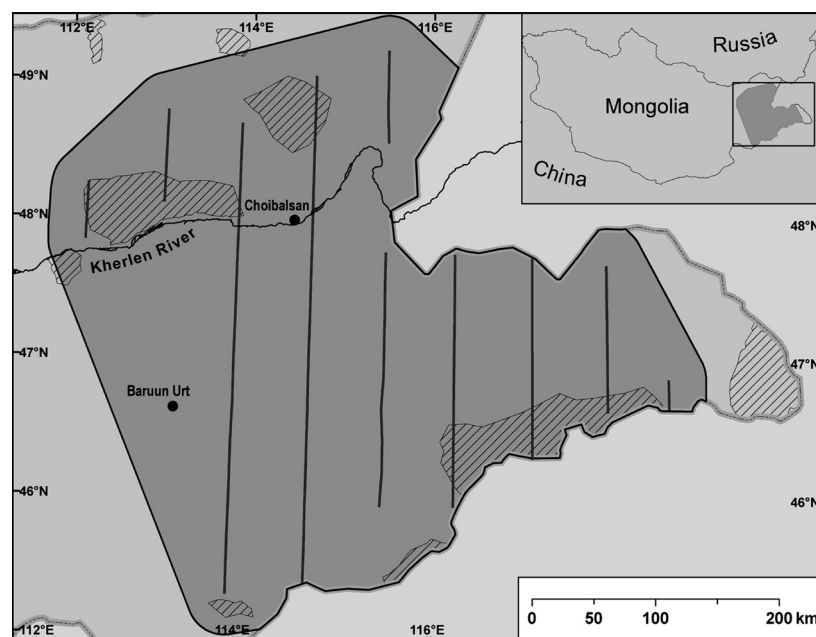 112°E 114°E 116°E
49°N
Russia
Mongolia
China
48°N 48°N
Choibalsan
Kherlen River
47°N 47°N
Baruun Urt
46°N 46°N
112°E 114°E 116°E
0 50 100 200 km